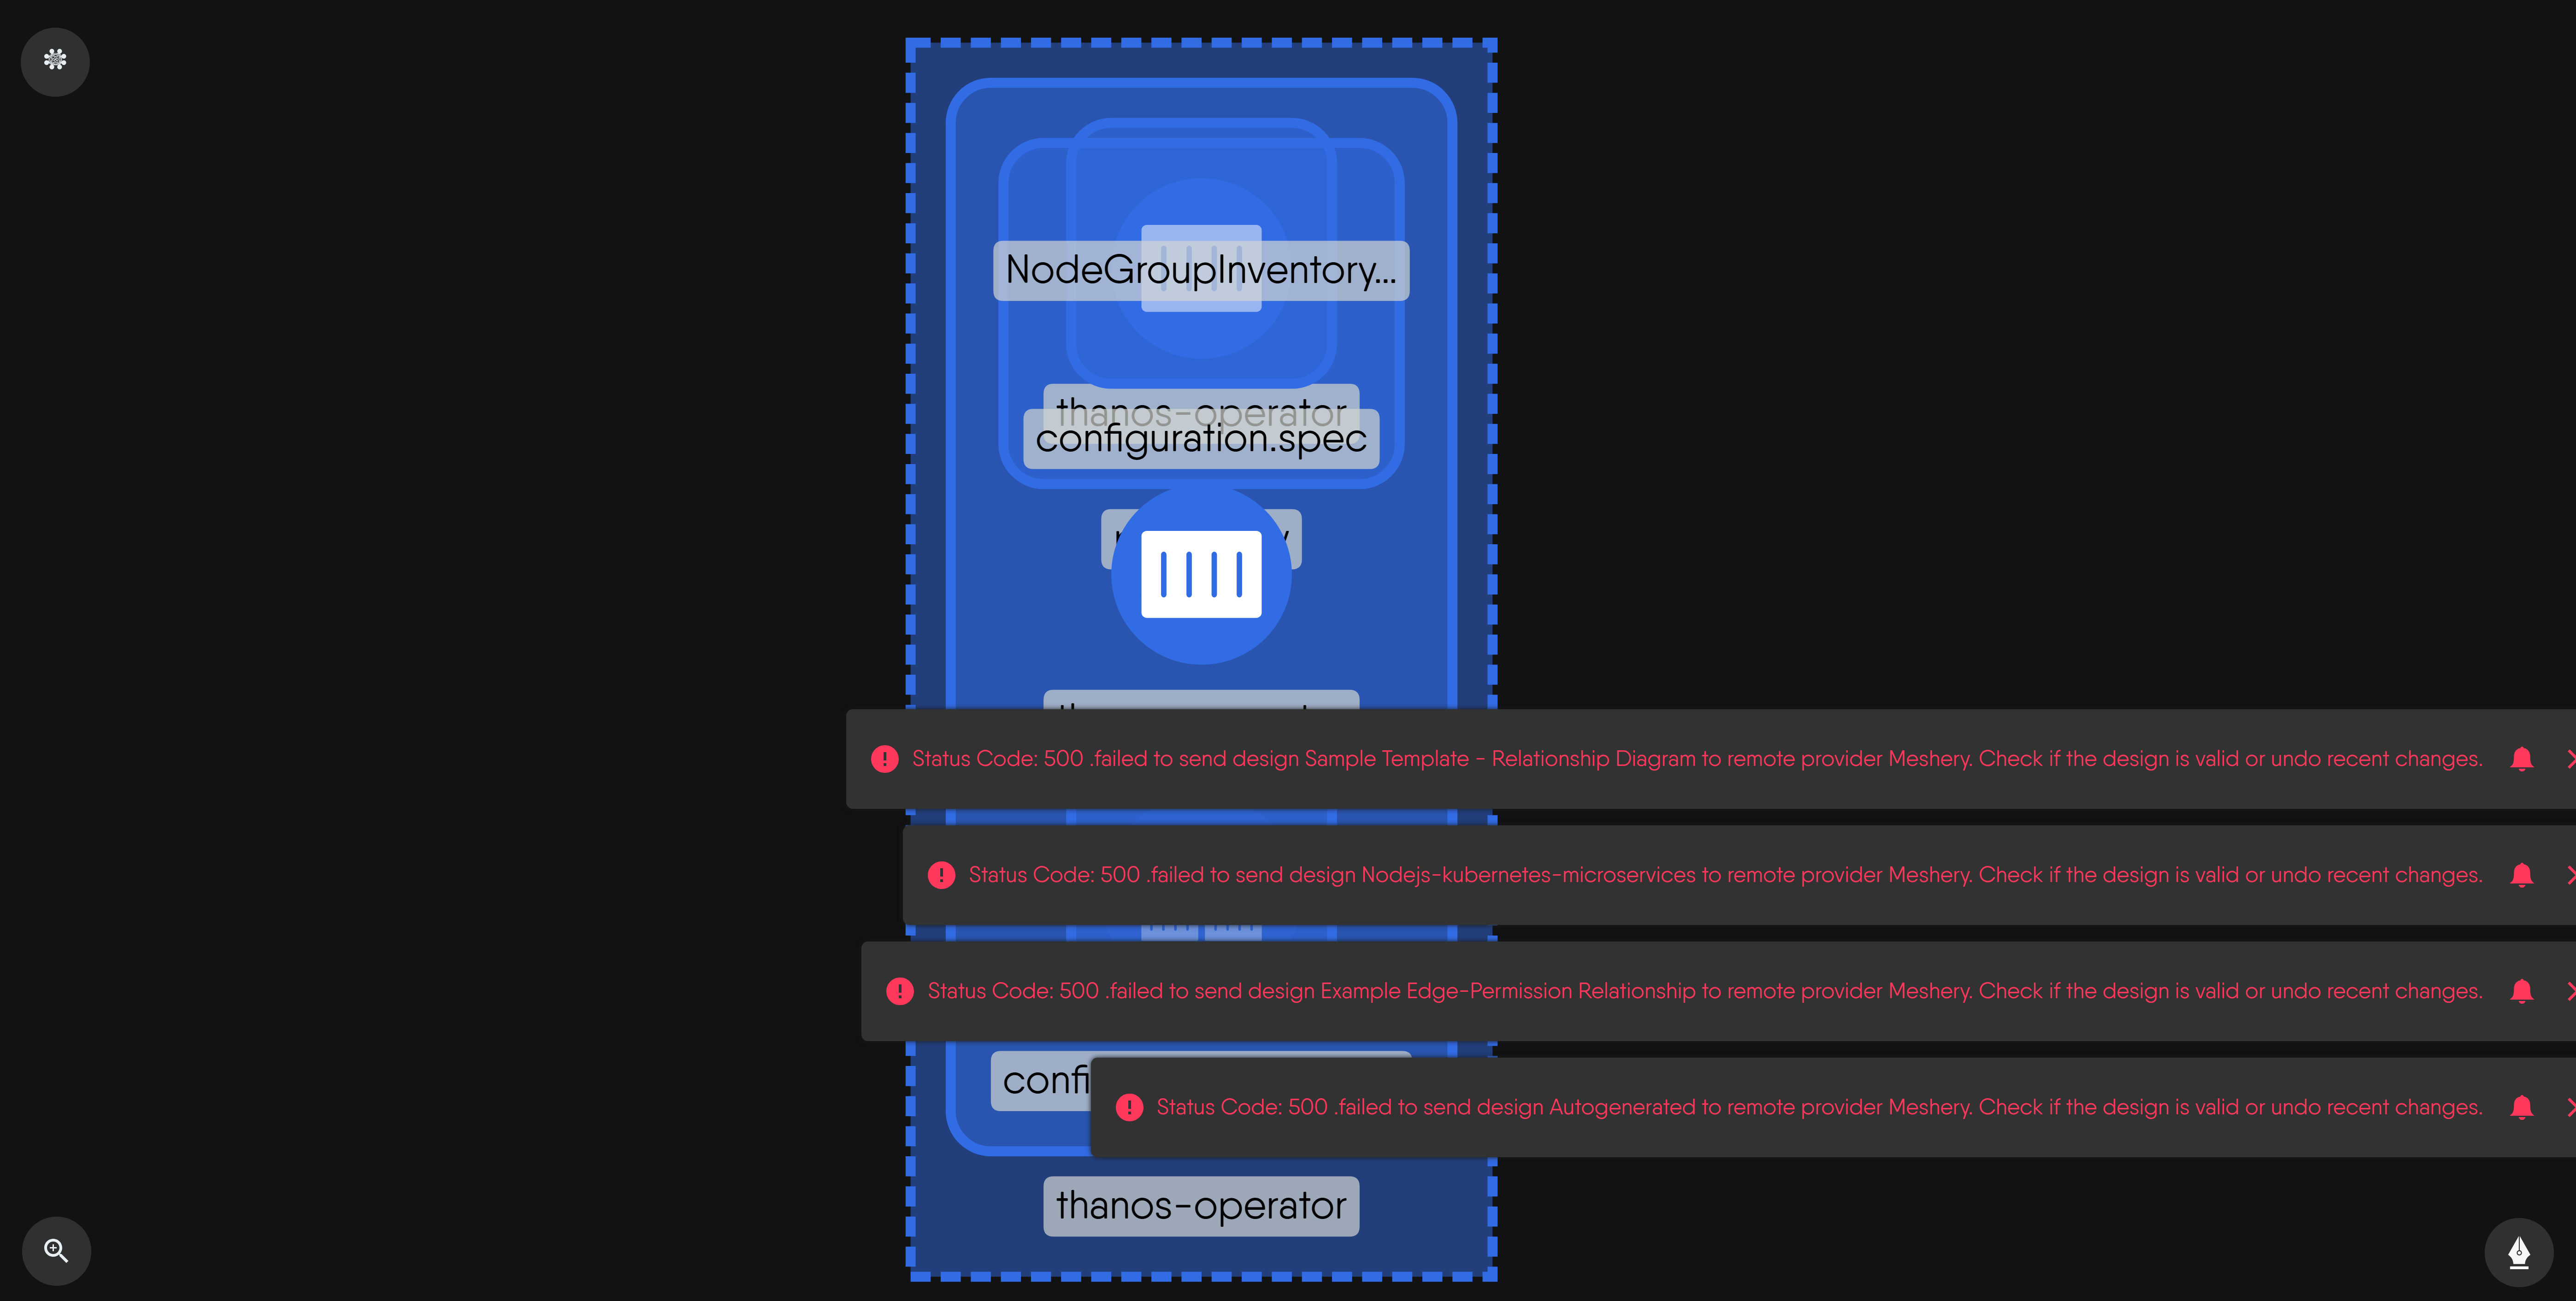 NodeGroupInventory...
thanos-operator
configuration.spec
Status Code: 500 .failed to send design Sample Template - Relationship Diagram to remote provider Meshery. Check if the design is valid or undo recent changes.
Status Code: 500 .failed to send design Nodejs-kubernetes-microservices to remote provider Meshery. Check if the design is valid or undo recent changes.
Status Code: 500 .failed to send design Example Edge-Permission Relationship to remote provider Meshery. Check if the design is valid or undo recent changes.
Status Code: 500 .failed to send design Autogenerated to remote provider Meshery. Check if the design is valid or undo recent changes.
thanos-operator